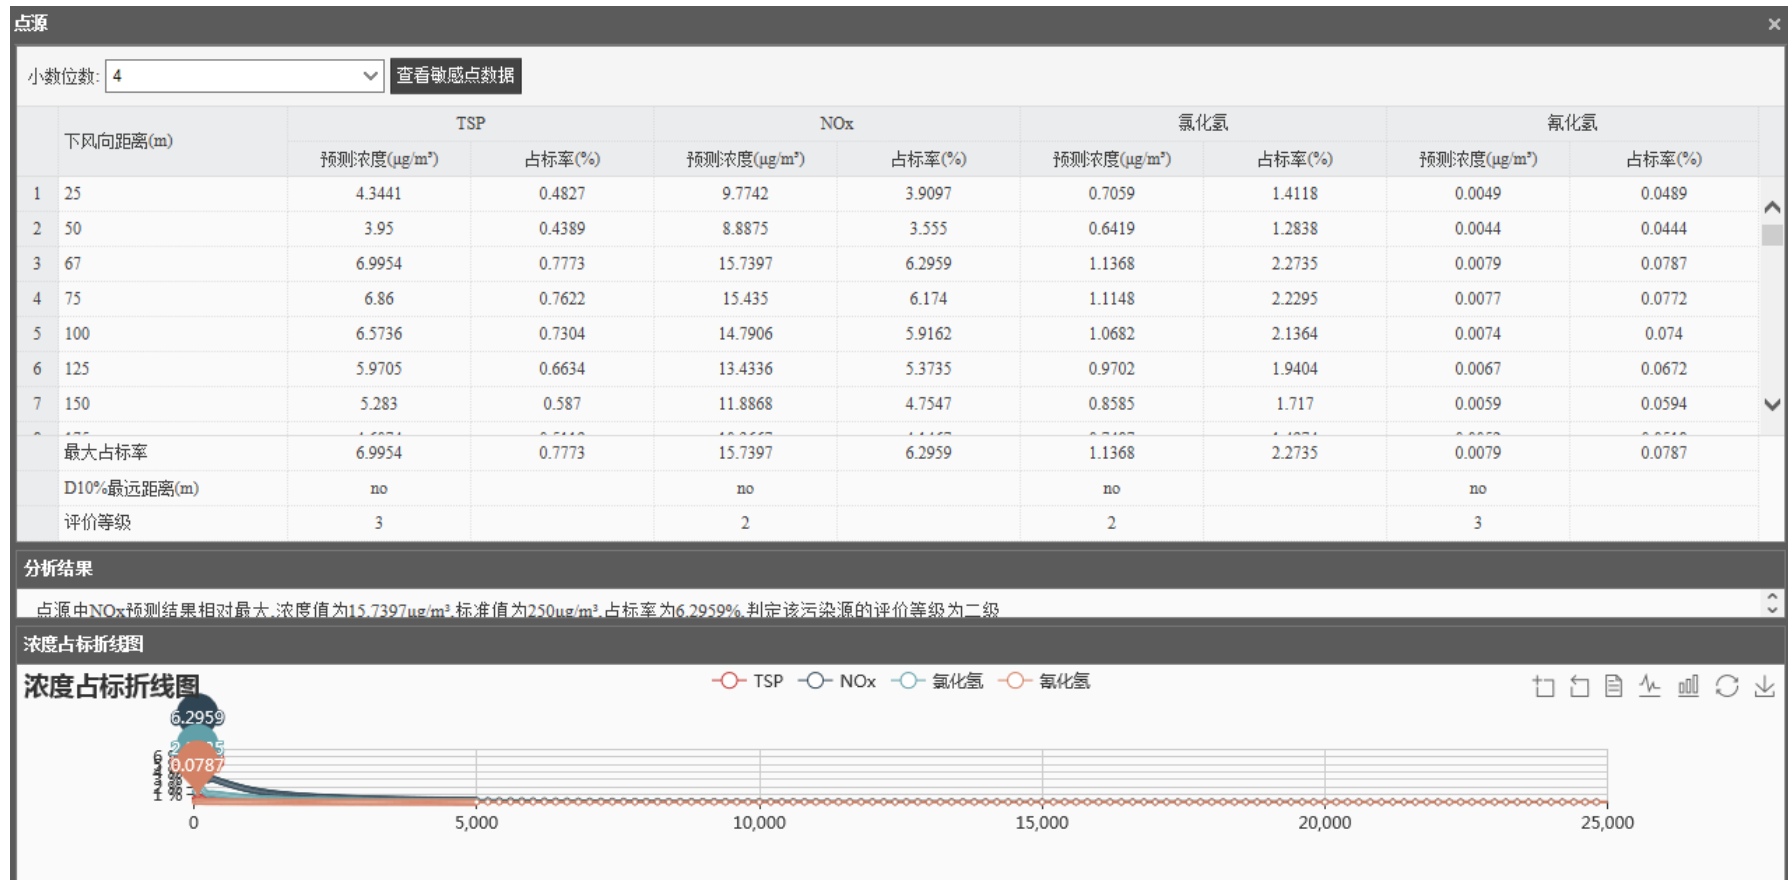 点源
小数位数: 4 查看敏感点数据
下风向距离(m) TSP NOx 氯化氢 氰化氢
预测浓度(μg/m³) 占标率(%) 预测浓度(μg/m³) 占标率(%) 预测浓度(μg/m³) 占标率(%) 预测浓度(μg/m³) 占标率(%)
1 25 4.3441 0.4827 9.7742 3.9097 0.7059 1.4118 0.0049 0.0489
2 50 3.95 0.4389 8.8875 3.555 0.6419 1.2838 0.0044 0.0444
3 67 6.9954 0.7773 15.7397 6.2959 1.1368 2.2735 0.0079 0.0787
4 75 6.86 0.7622 15.435 6.174 1.1148 2.2295 0.0077 0.0772
5 100 6.5736 0.7304 14.7906 5.9162 1.0682 2.1364 0.0074 0.074
6 125 5.9705 0.6634 13.4336 5.3735 0.9702 1.9404 0.0067 0.0672
7 150 5.283 0.587 11.8868 4.7547 0.8585 1.717 0.0059 0.0594
最大占标率 6.9954 0.7773 15.7397 6.2959 1.1368 2.2735 0.0079 0.0787
D10%最远距离(m) no no no no
评价等级 3 2 2 3
分析结果
点源中NOx预测结果相对最大,浓度值为15.7397μg/m³,标准值为250μg/m³,占标率为6.2959%,判定该污染源的评价等级为二级
浓度占标折线图
浓度占标折线图
TSP NOx 氯化氢 氰化氢
6.2959
0.0787
1 %
0 5,000 10,000 15,000 20,000 25,000